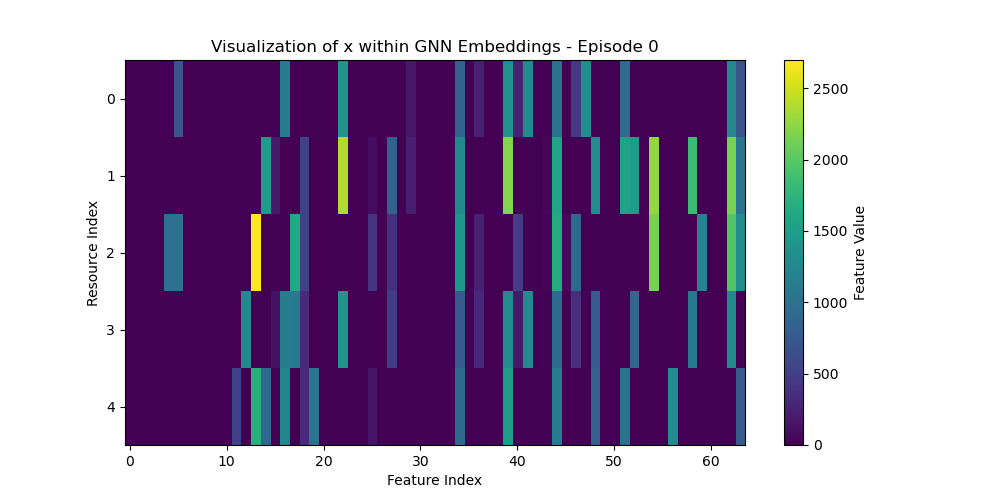 Visualization of x within GNN Embeddings - Episode 0
Resource Index
0
1
2
3
4
0 10 20 30 40 50 60
Feature Index
2500
2000
1500
1000
500
0
Feature Value